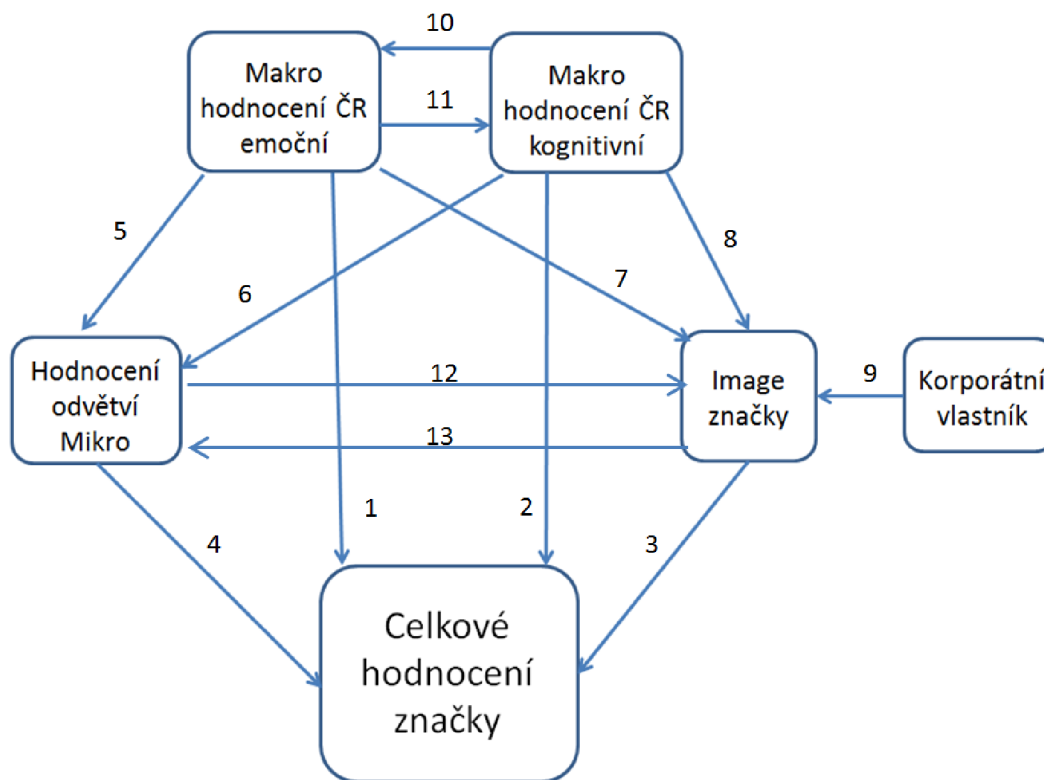 10
Makro
hodnocení ČR
emoční
11
Makro
hodnocení ČR
kognitivní
5
6
7
8
Hodnocení
odvětví
Mikro
12
13
Image
značky
9
Korporátní
vlastník
4
1
2
3
Celkové
hodnocení
značky